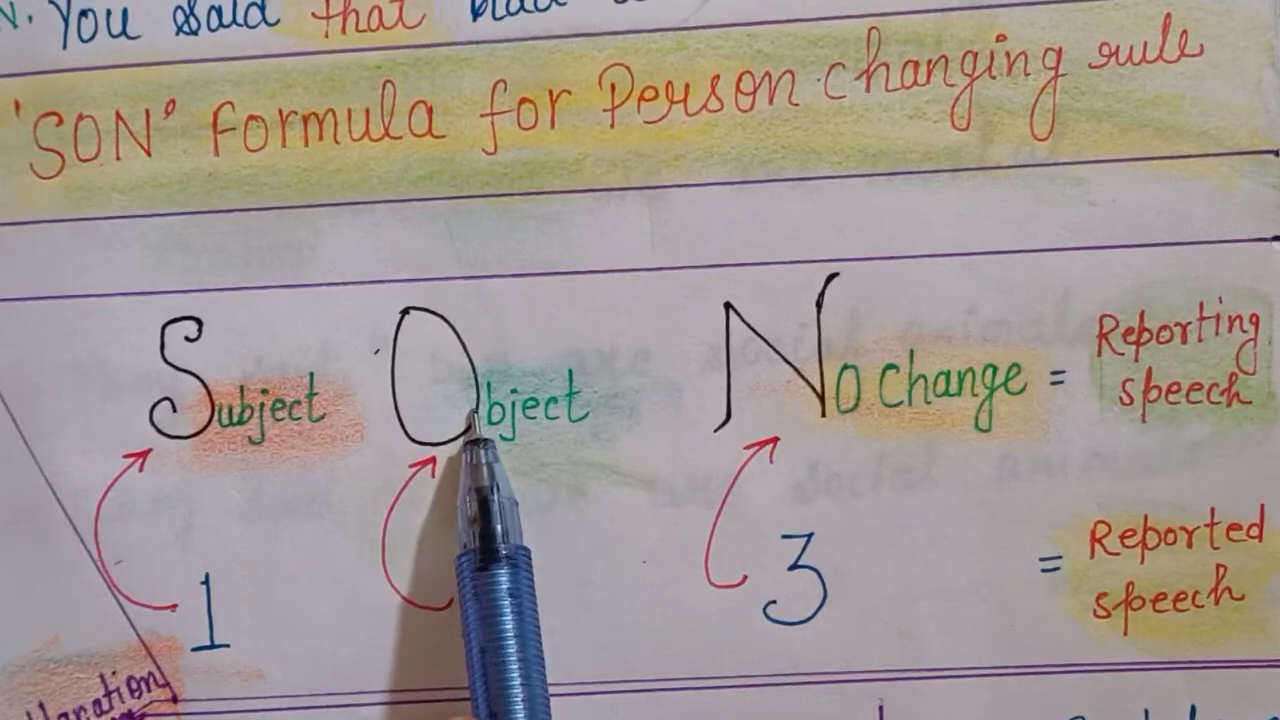 N. You said that had
'SON' Formula for Person changing rule
Subject Object No change = Reporting speech
1 3 = Reported speech